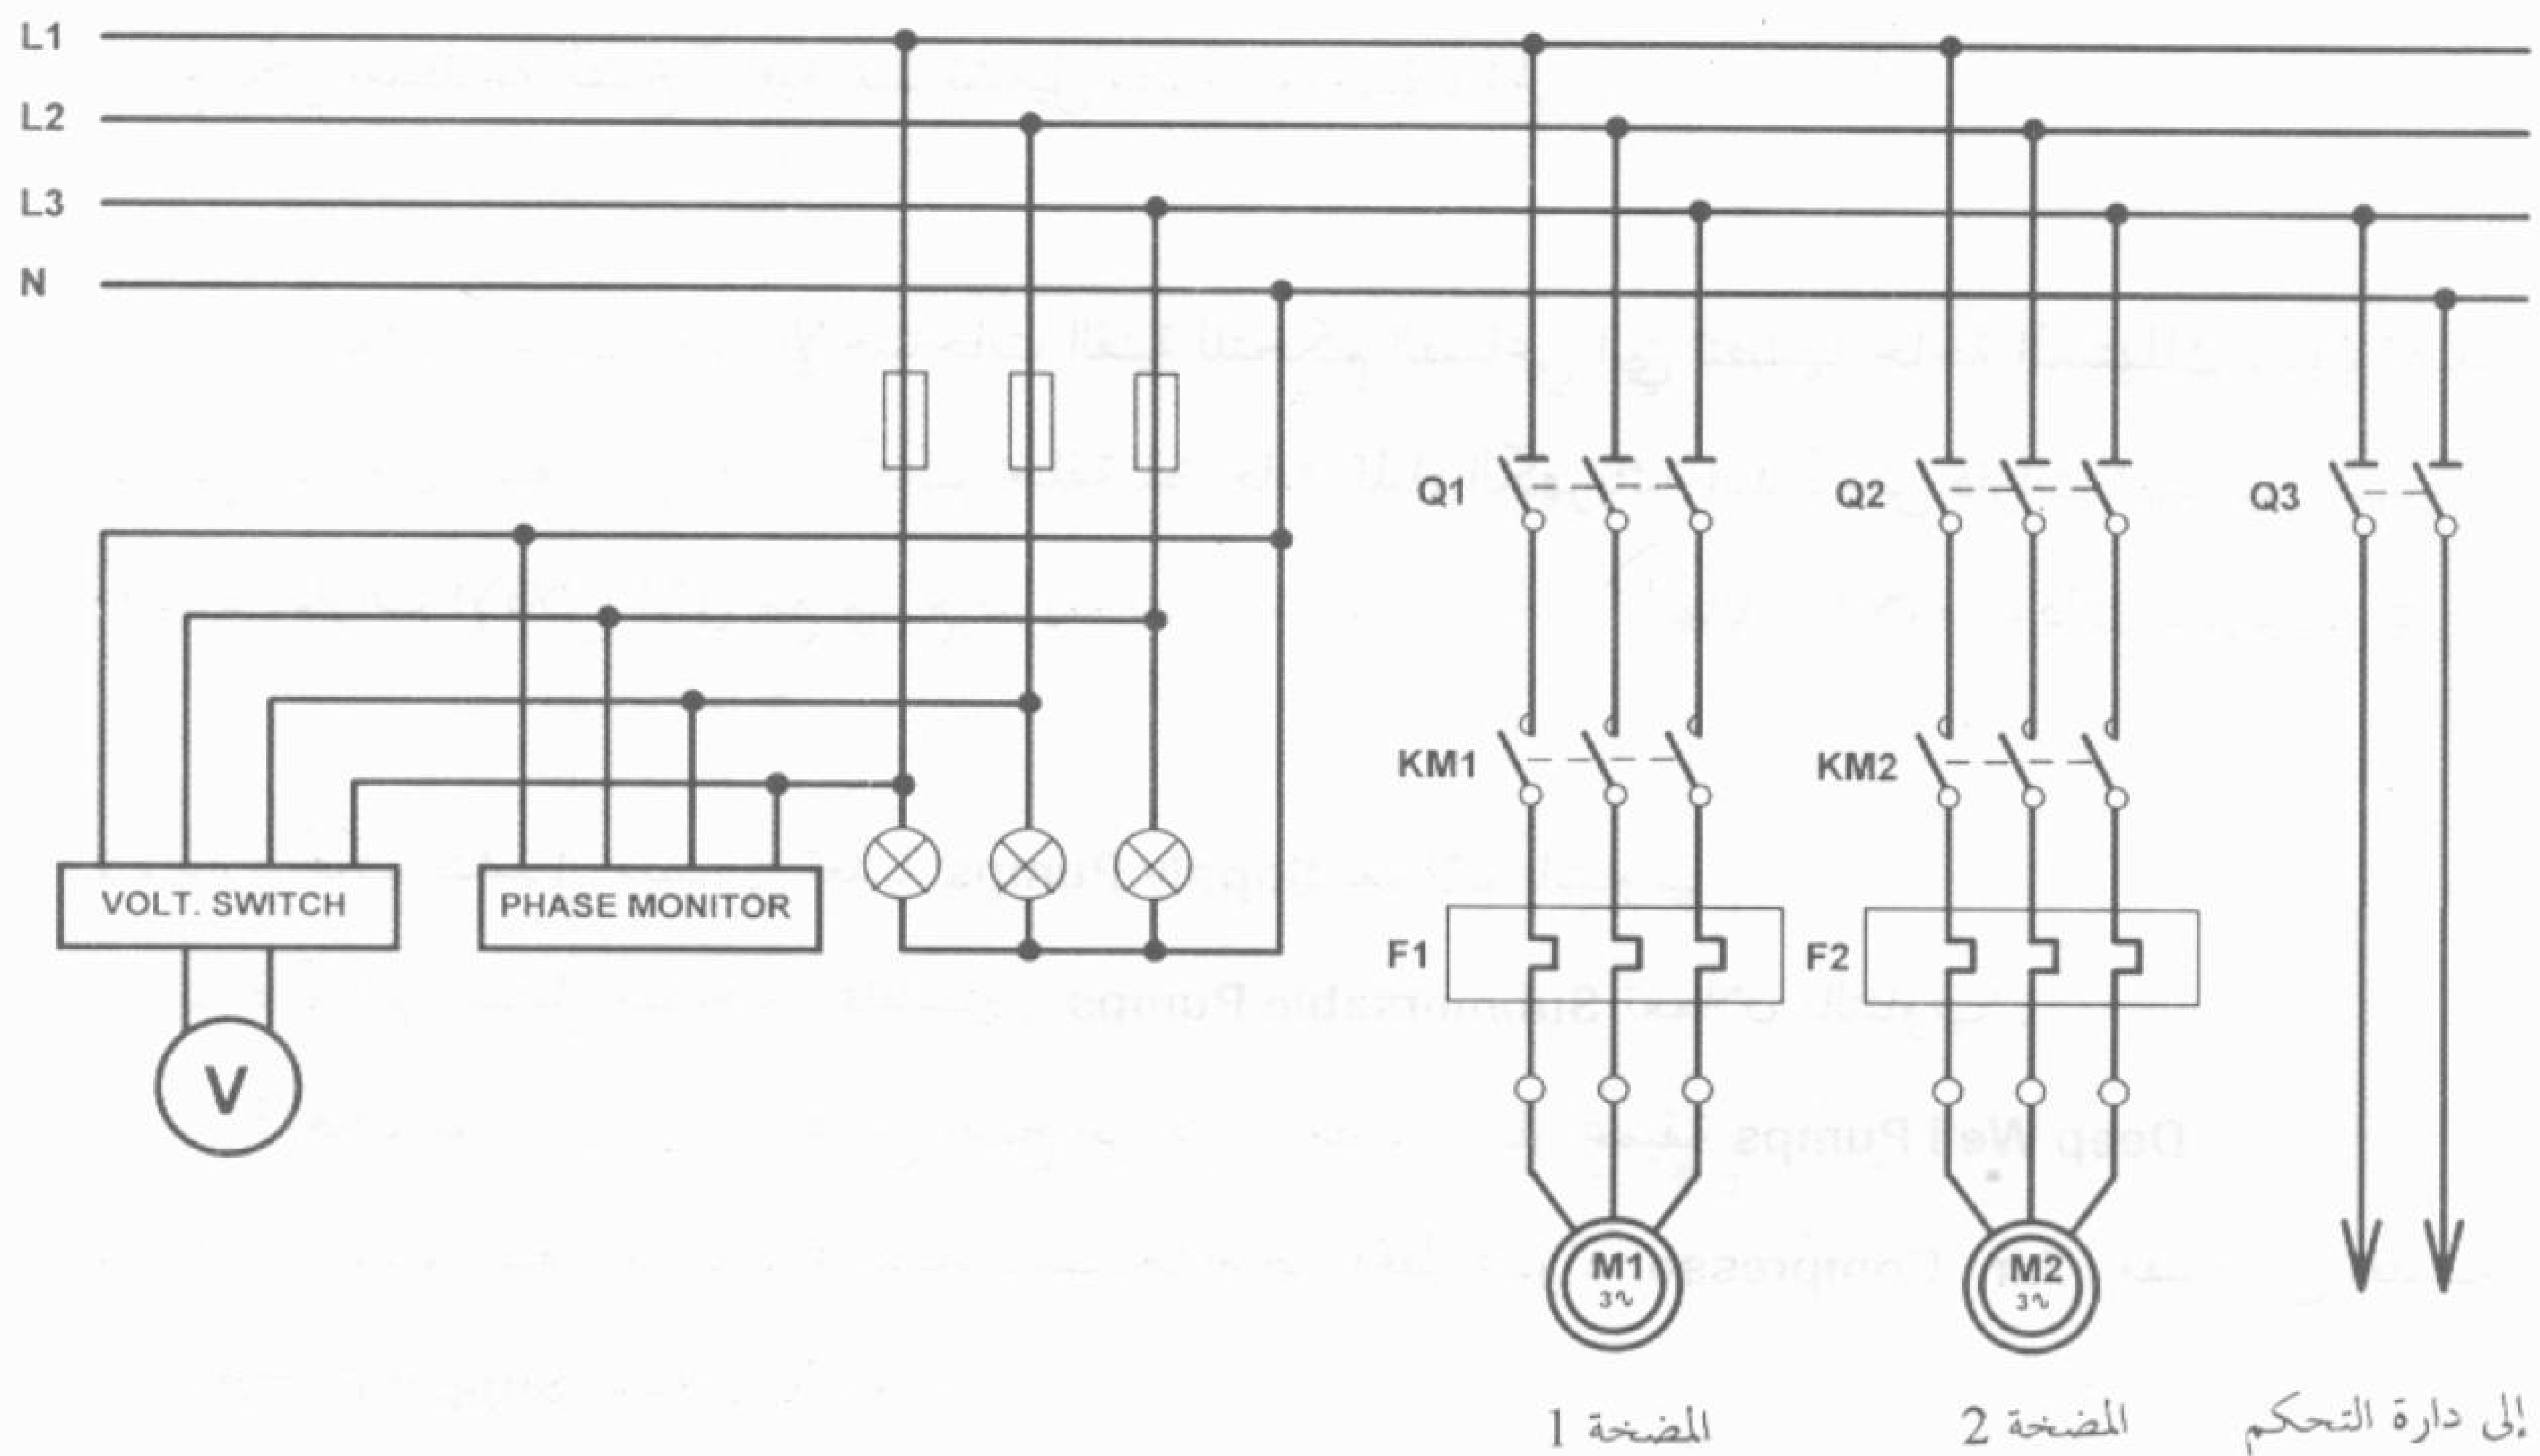 L1
L2
L3
N
Q1
Q2
Q3
KM1
KM2
VOLT. SWITCH
PHASE MONITOR
F1
F2
V
M1
3∿
M2
3∿
المضخة 1
المضخة 2
إلى دارة التحكم